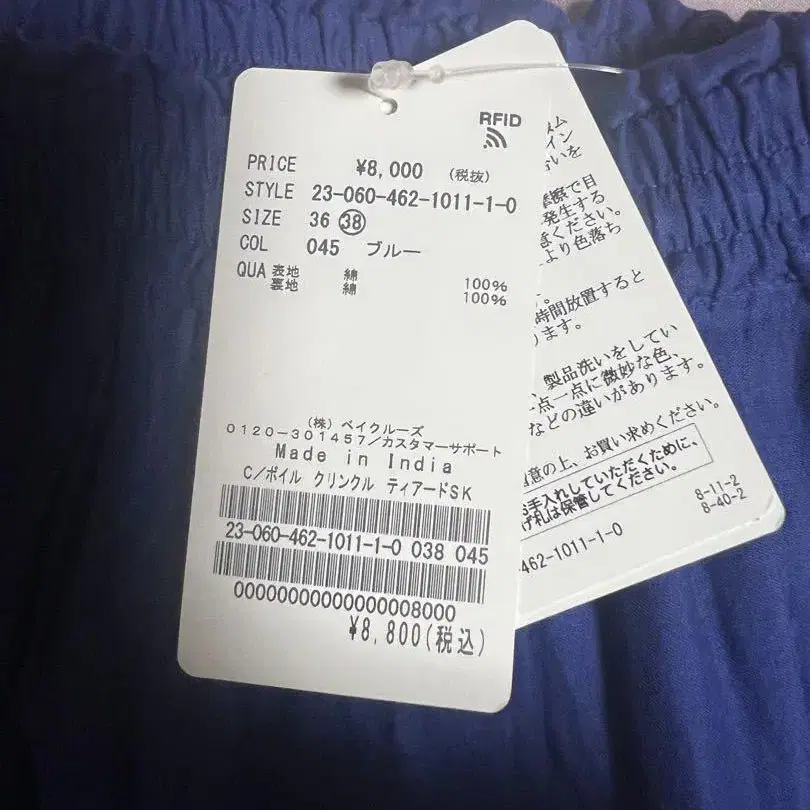 RFID
PRICE ¥8,000 (税抜)
STYLE 23-060-462-1011-1-0
SIZE 36 38
COL 045 ブルー
QUA 表地 綿 100%
裏地 綿 100%
(株) ベイクルーズ
0120-301457/カスタマーサポート
Made in India
C/ボイル クリンクル ティアードSK
23-060-462-1011-1-0 038 045
00000000000000008000
¥8,800(税込)
ム
イン
いを
擦で目
発生する
ください。
より色落ち
時間放置すると
ます。
製品洗いをしてい
一点一点に微妙な色、
などの違いがあります。
意の上、お買い求めください。
お手入れしていただくために、
げ札は保管してください。
8-11-2
8-40-2
462-1011-1-0